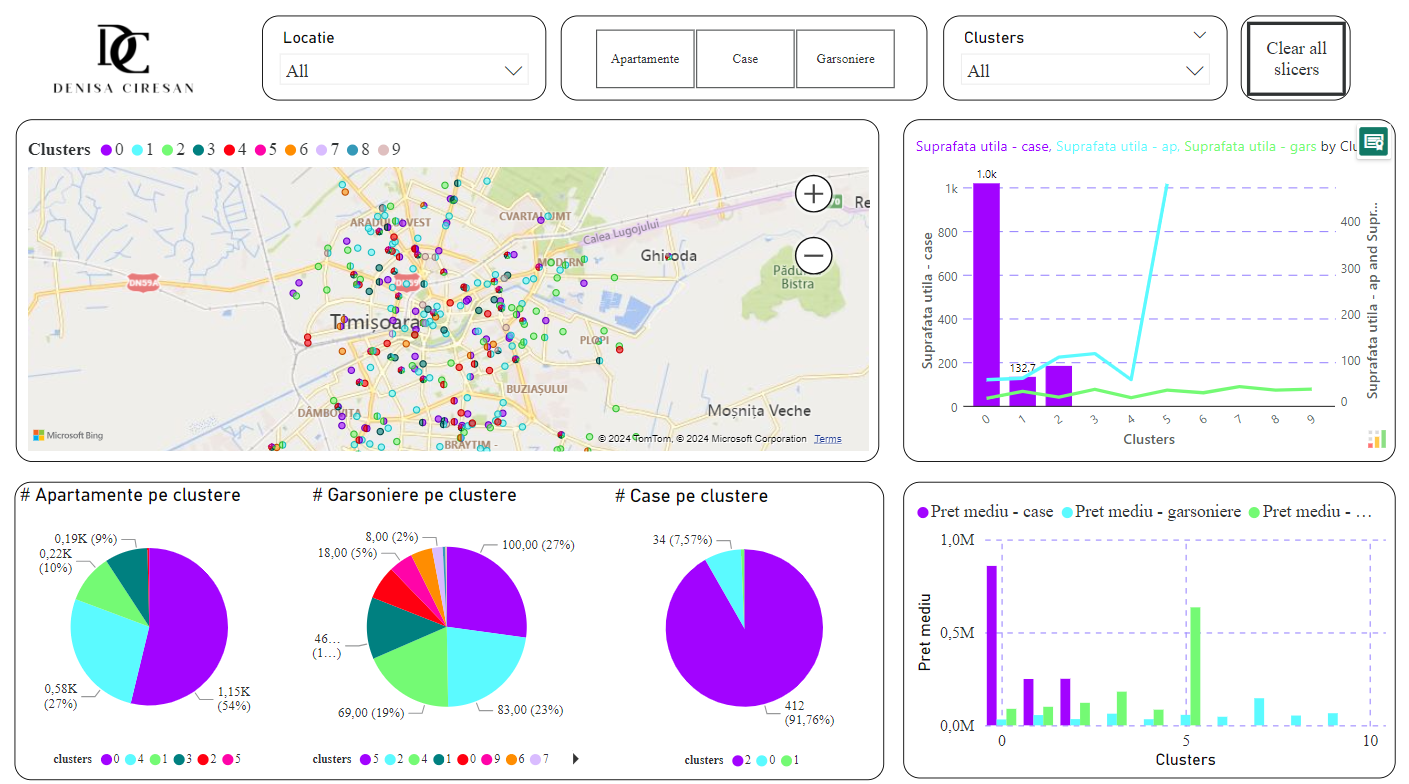 DC
DENISA CIRESAN
Locatie
All
Apartamente
Case
Garsoniere
Clusters
All
Clear all
slicers
Clusters 0 1 2 3 4 5 6 7 8 9
ARADUL VEST
CVARTAL UMT
Calea Lugojului
MODERN
Ghiroda
DN59A
Bistra
Timișoara
PLOPI
BUZIAȘULUI
DÂMBOVIȚA
Moșnița Veche
BRAYTIM -
Microsoft Bing
© 2024 TomTom, © 2024 Microsoft Corporation Terms
Suprafata utila - case, Suprafata utila - ap, Suprafata utila - gars by Clu
Suprafata utila - case
1k
800
600
400
200
0
1.0k
132,7
400
300
200
100
0
Suprafata utila - ap and Supr...
0 1 2 3 4 5 6 7 8 9
Clusters
# Apartamente pe clustere
0,19K (9%)
0,22K
(10%)
0,58K
(27%)
1,15K
(54%)
clusters 0 4 1 3 2 5
# Garsoniere pe clustere
8,00 (2%)
18,00 (5%)
100,00 (27%)
46...
(1...)
69,00 (19%)
83,00 (23%)
clusters 5 2 4 1 0 9 6 7
# Case pe clustere
34 (7,57%)
412
(91,76%)
clusters 2 0 1
Pret mediu - case Pret mediu - garsoniere Pret mediu - ...
Pret mediu
1,0M
0,5M
0,0M
0 5 10
Clusters